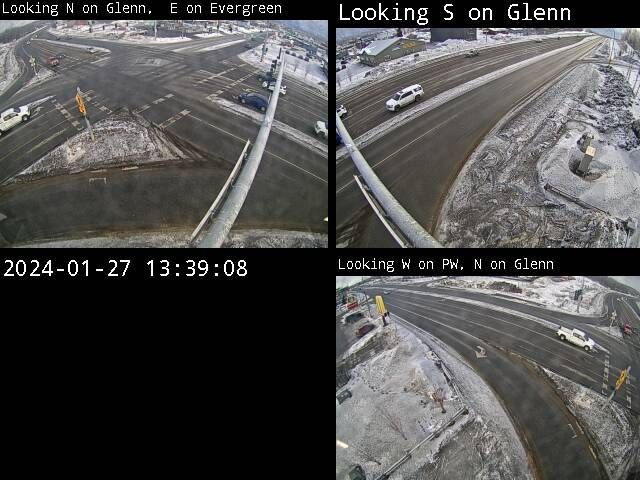 Looking N on Glenn,  E on Evergreen
Looking S on Glenn
2024-01-27 13:39:08
Looking W on PW, N on Glenn